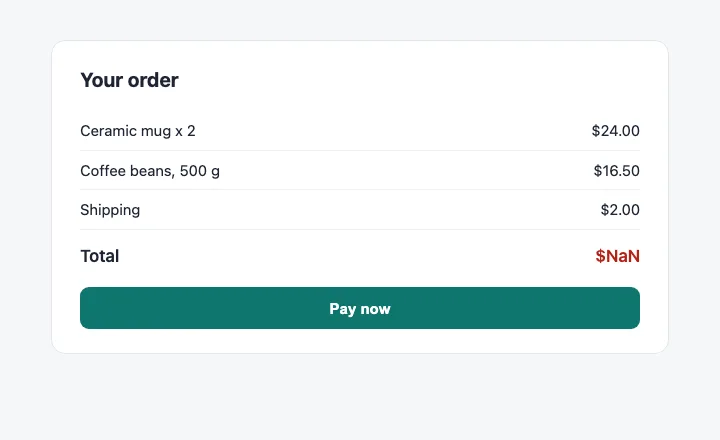 Your order
Ceramic mug x 2 $24.00
Coffee beans, 500 g $16.50
Shipping $2.00
Total $NaN
Pay now